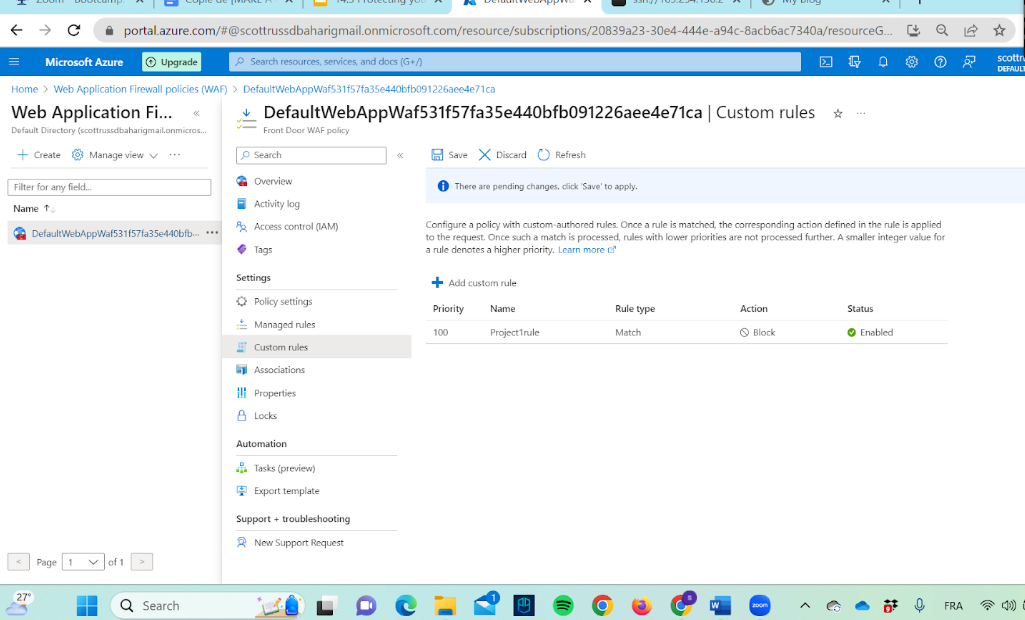 portal.azure.com/#@scottrussdbaharigmail.onmicrosoft.com/resource/subscriptions/20839a23-30e4-444e-a94c-8acb6ac7340a/resourceG...
Microsoft Azure
Upgrade
Search resources, services, and docs (G+/)
DEFAULT
Home > Web Application Firewall policies (WAF) > DefaultWebAppWaf531f57fa35e440bfb091226aee4e71ca
Web Application Fi...
Default Directory (scottrussdbaharigmail.onmicros...
DefaultWebAppWaf531f57fa35e440bfb091226aee4e71ca | Custom rules
Front Door WAF policy
Create
Manage view
Filter for any field...
Name
DefaultWebAppWaf531f57fa35e440bfb...
Page 1 of 1
Search
Overview
Activity log
Access control (IAM)
Tags
Settings
Policy settings
Managed rules
Custom rules
Associations
Properties
Locks
Automation
Tasks (preview)
Export template
Support + troubleshooting
New Support Request
Save Discard Refresh
There are pending changes, click 'Save' to apply.
Configure a policy with custom-authored rules. Once a rule is matched, the corresponding action defined in the rule is applied
to the request. Once such a match is processed, rules with lower priorities are not processed further. A smaller integer value for
a rule denotes a higher priority. Learn more
Add custom rule
Priority Name Rule type Action Status
100 Project1rule Match Block Enabled
27°
Search
1
zoom
9
FRA